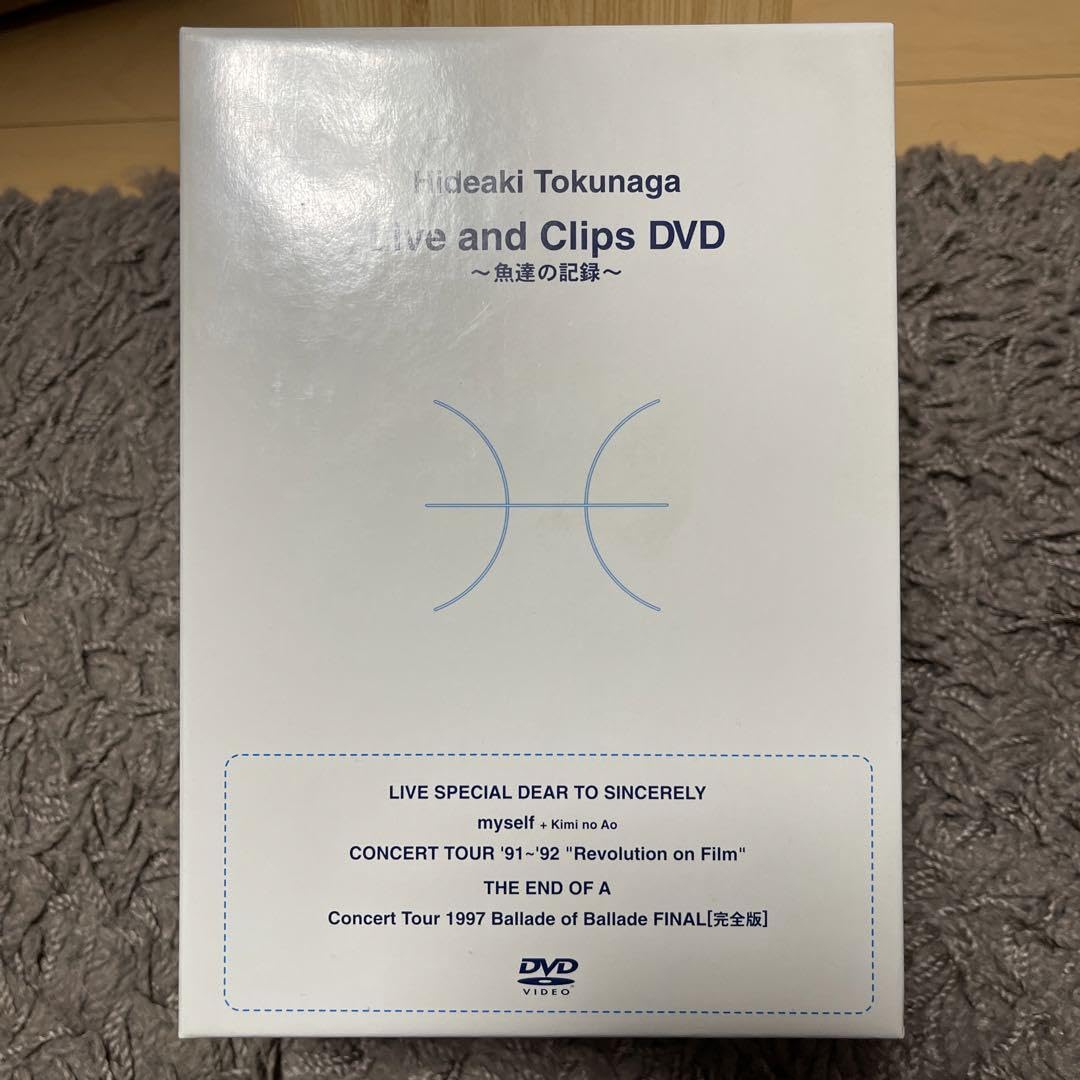 Hideaki Tokunaga
Live and Clips DVD
～魚達の記録～
LIVE SPECIAL DEAR TO SINCERELY
myself + Kimi no Ao
CONCERT TOUR '91~'92 "Revolution on Film"
THE END OF A
Concert Tour 1997 Ballade of Ballade FINAL[完全版]
DVD
VIDEO